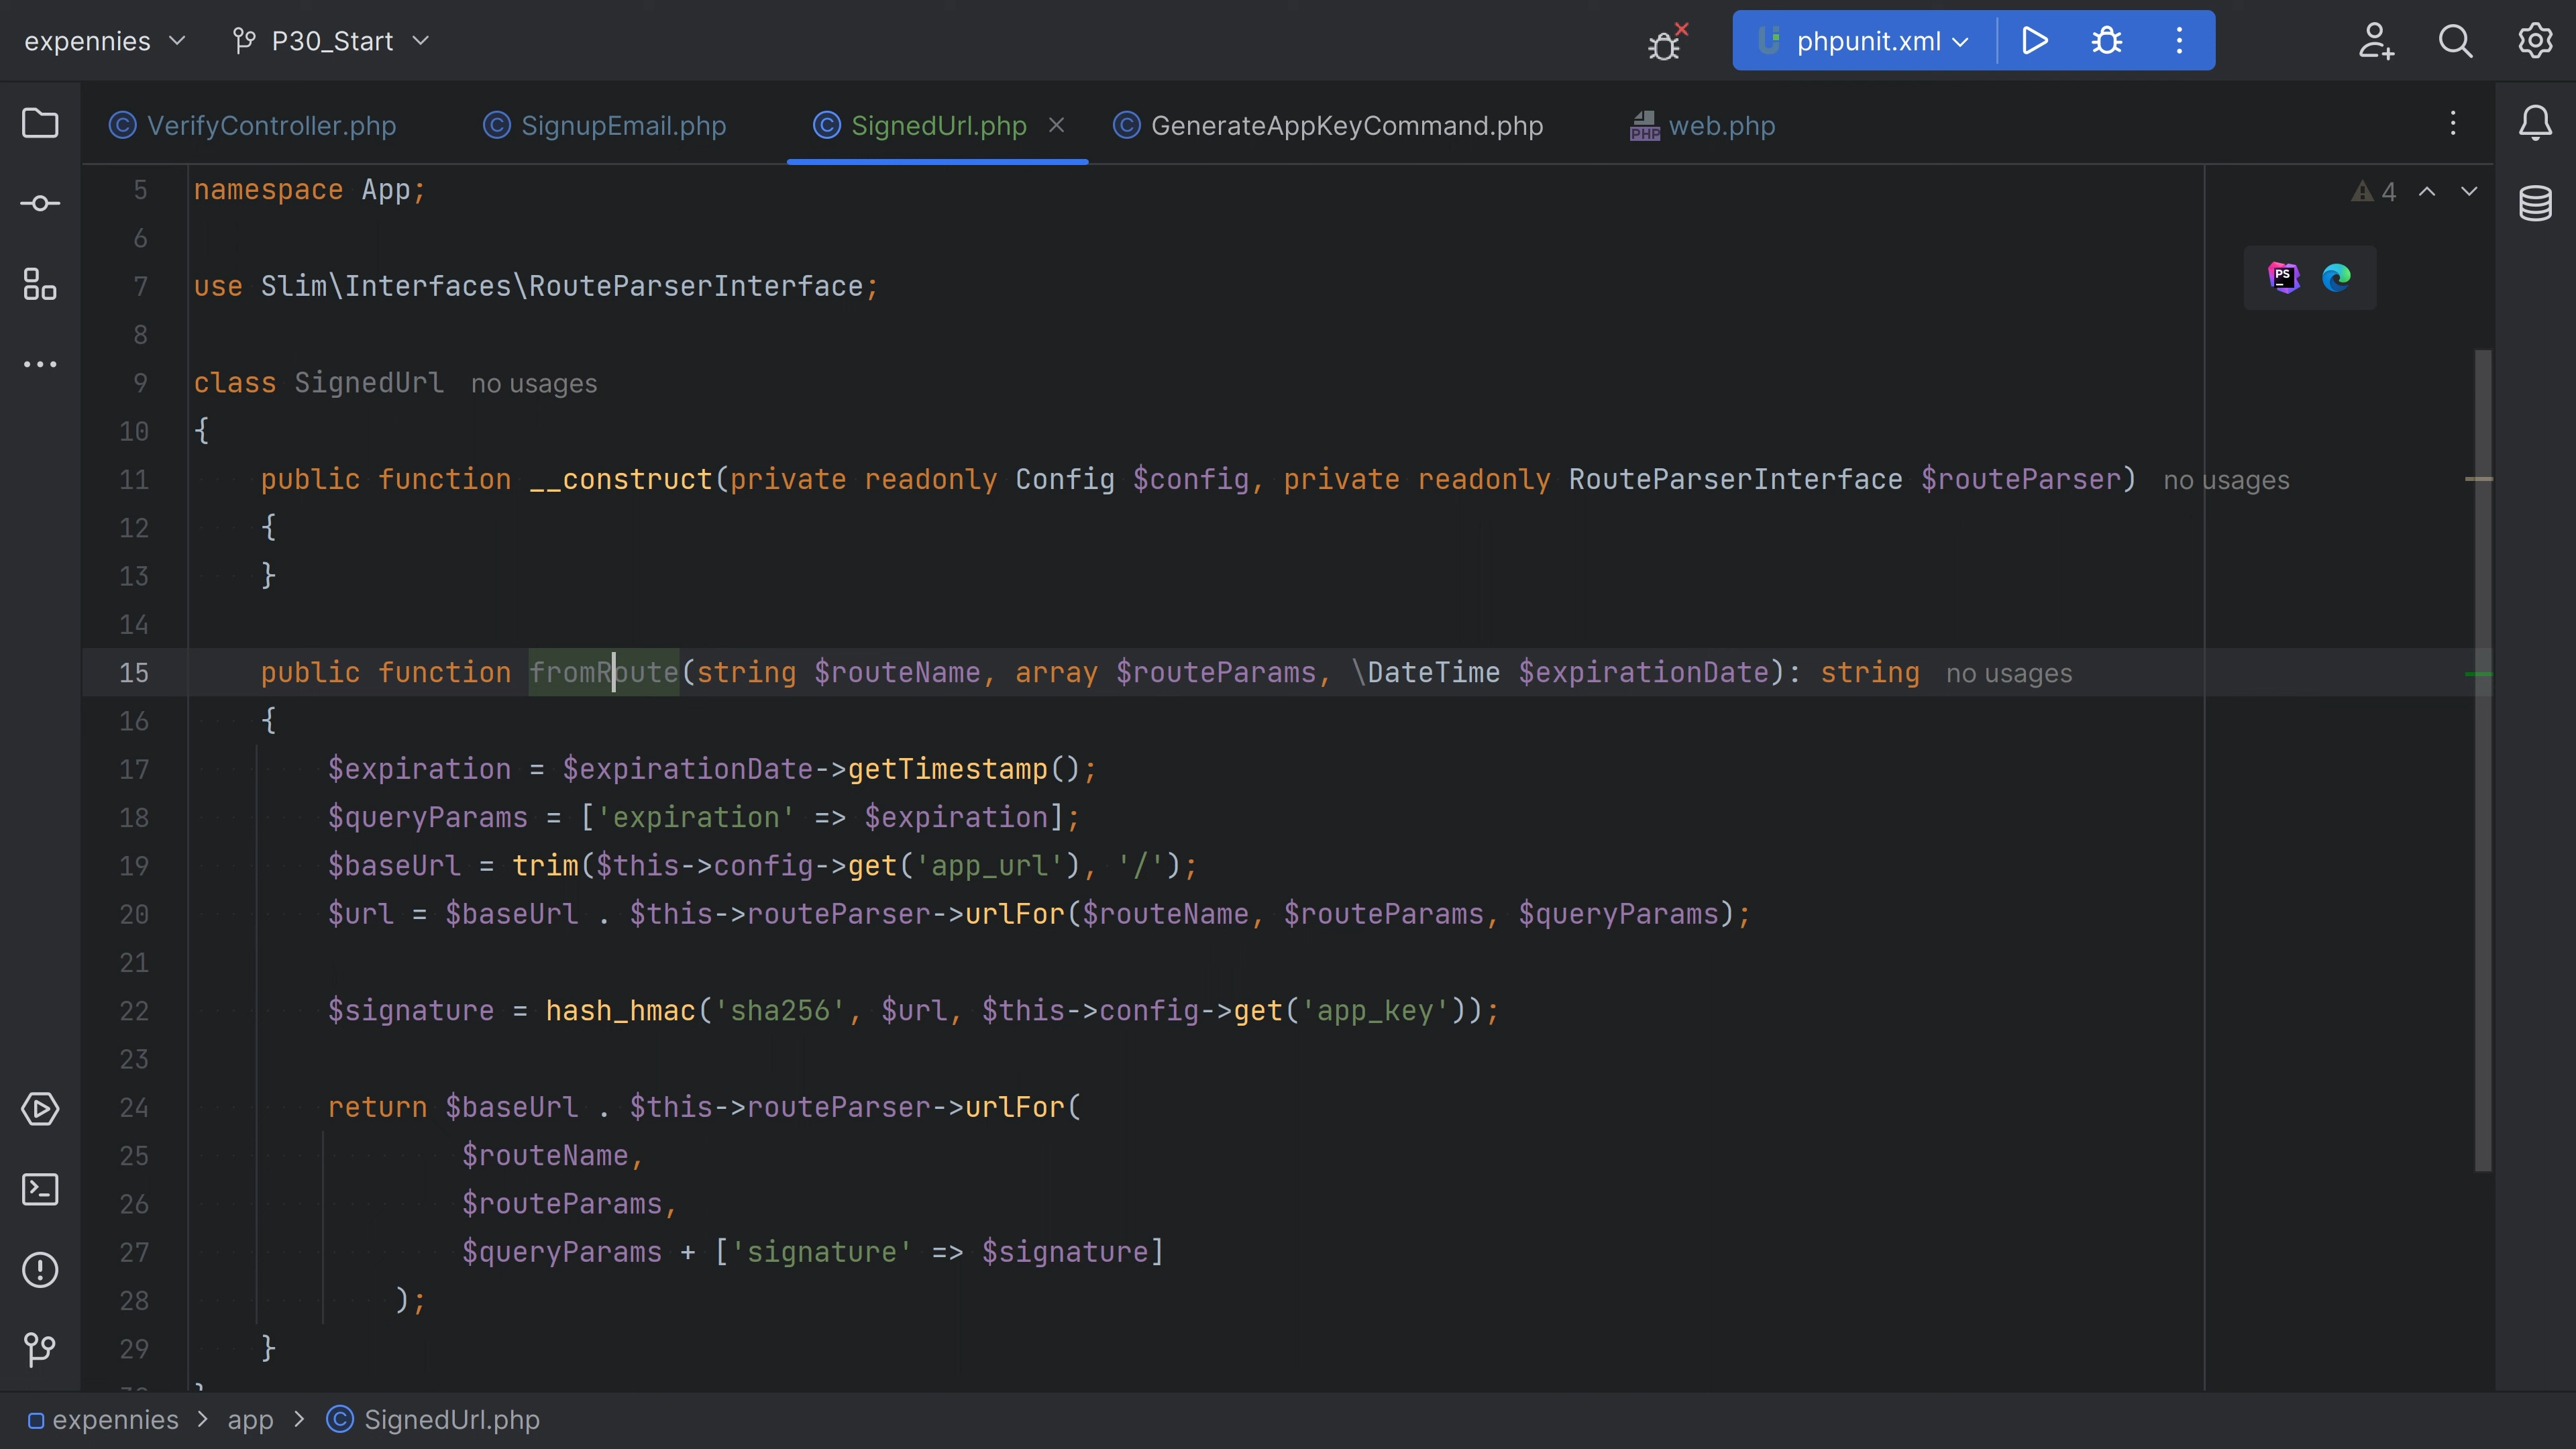 expennies P30_Start phpunit.xml
VerifyController.php SignupEmail.php SignedUrl.php GenerateAppKeyCommand.php PHP web.php
5 namespace App; 4
6
7 use Slim\Interfaces\RouteParserInterface; PS
8
9 class SignedUrl no usages
10 {
11 public function __construct(private readonly Config $config, private readonly RouteParserInterface $routeParser) no usages
12 {
13 }
14
15 public function fromRoute(string $routeName, array $routeParams, \DateTime $expirationDate): string no usages
16 {
17 $expiration = $expirationDate->getTimestamp();
18 $queryParams = ['expiration' => $expiration];
19 $baseUrl = trim($this->config->get('app_url'), '/');
20 $url = $baseUrl . $this->routeParser->urlFor($routeName, $routeParams, $queryParams);
21
22 $signature = hash_hmac('sha256', $url, $this->config->get('app_key'));
23
24 return $baseUrl . $this->routeParser->urlFor(
25 $routeName,
26 $routeParams,
27 $queryParams + ['signature' => $signature]
28 );
29 }
expennies > app > SignedUrl.php